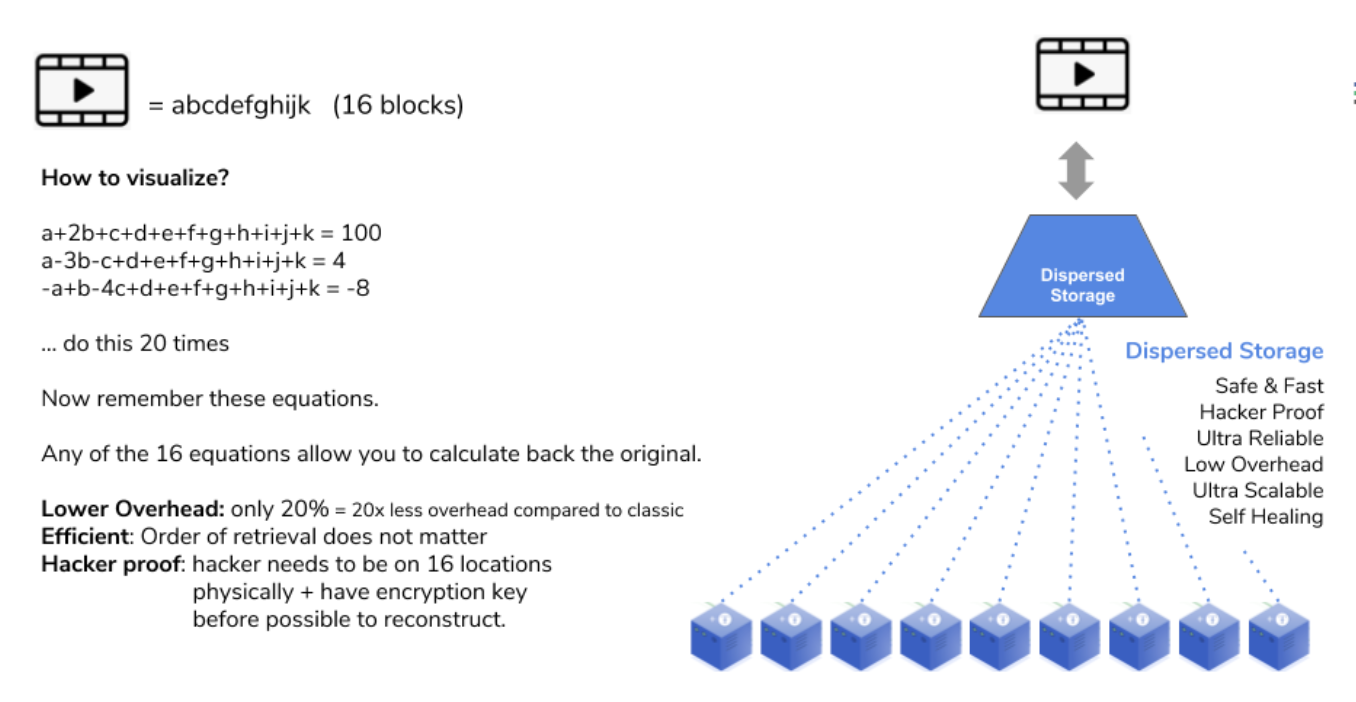 = abcdefghijk (16 blocks)
How to visualize?
a+2b+c+d+e+f+g+h+i+j+k = 100
a-3b-c+d+e+f+g+h+i+j+k = 4
-a+b-4c+d+e+f+g+h+i+j+k = -8
... do this 20 times
Now remember these equations.
Any of the 16 equations allow you to calculate back the original.
Lower Overhead: only 20% = 20x less overhead compared to classic
Efficient: Order of retrieval does not matter
Hacker proof: hacker needs to be on 16 locations
physically + have encryption key
before possible to reconstruct.
Dispersed
Storage
Dispersed Storage
Safe & Fast
Hacker Proof
Ultra Reliable
Low Overhead
Ultra Scalable
Self Healing